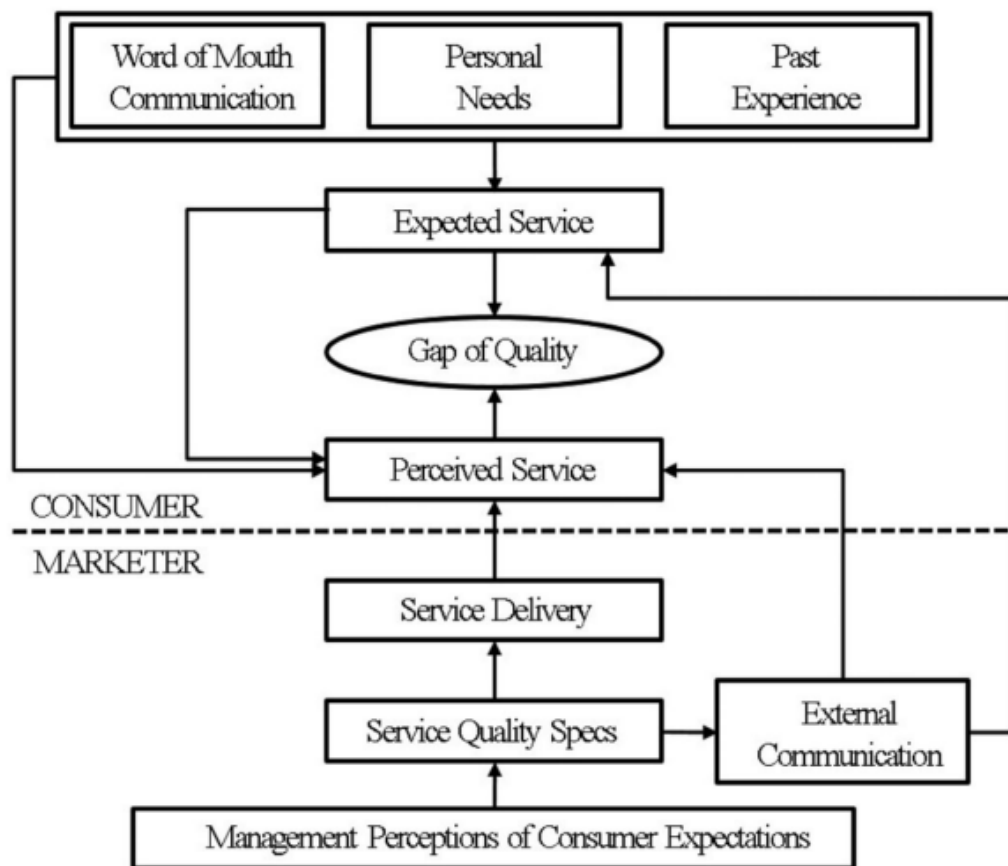 Word of Mouth
Communication
Personal
Needs
Past
Experience
Expected Service
Gap of Quality
Perceived Service
CONSUMER
MARKETER
Service Delivery
Service Quality Specs
External
Communication
Management Perceptions of Consumer Expectations